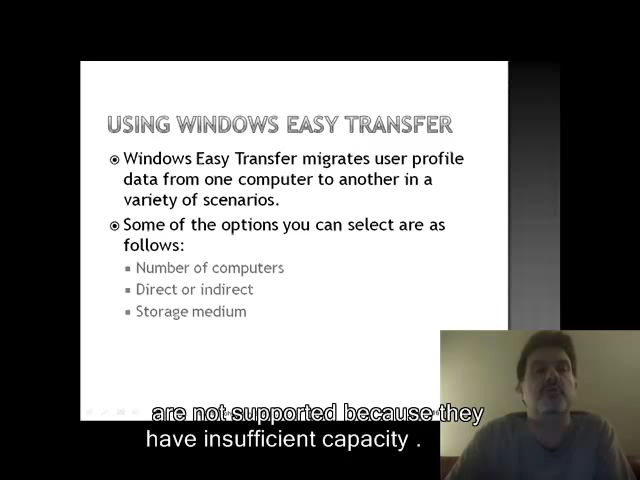 USING WINDOWS EASY TRANSFER
Windows Easy Transfer migrates user profile
data from one computer to another in a
variety of scenarios.
Some of the options you can select are as
follows:
Number of computers
Direct or indirect
Storage medium
are not supported because they
have insufficient capacity .